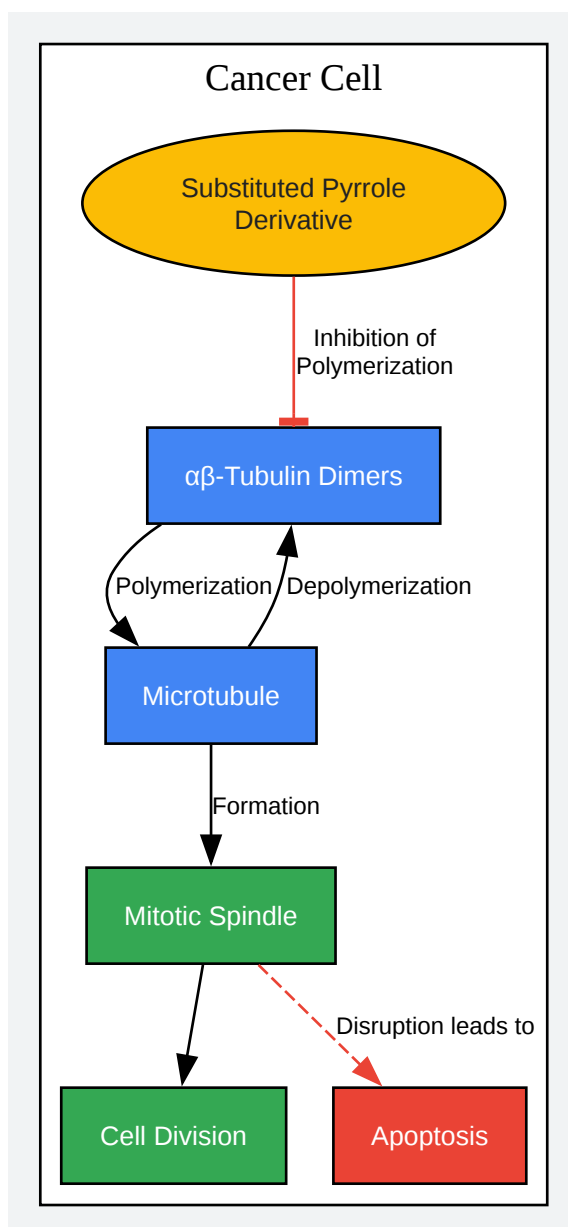 Cancer Cell
Substituted Pyrrole
Derivative
Inhibition of
Polymerization
αβ-Tubulin Dimers
Polymerization
Depolymerization
Microtubule
Formation
Mitotic Spindle
Disruption leads to
Cell Division
Apoptosis